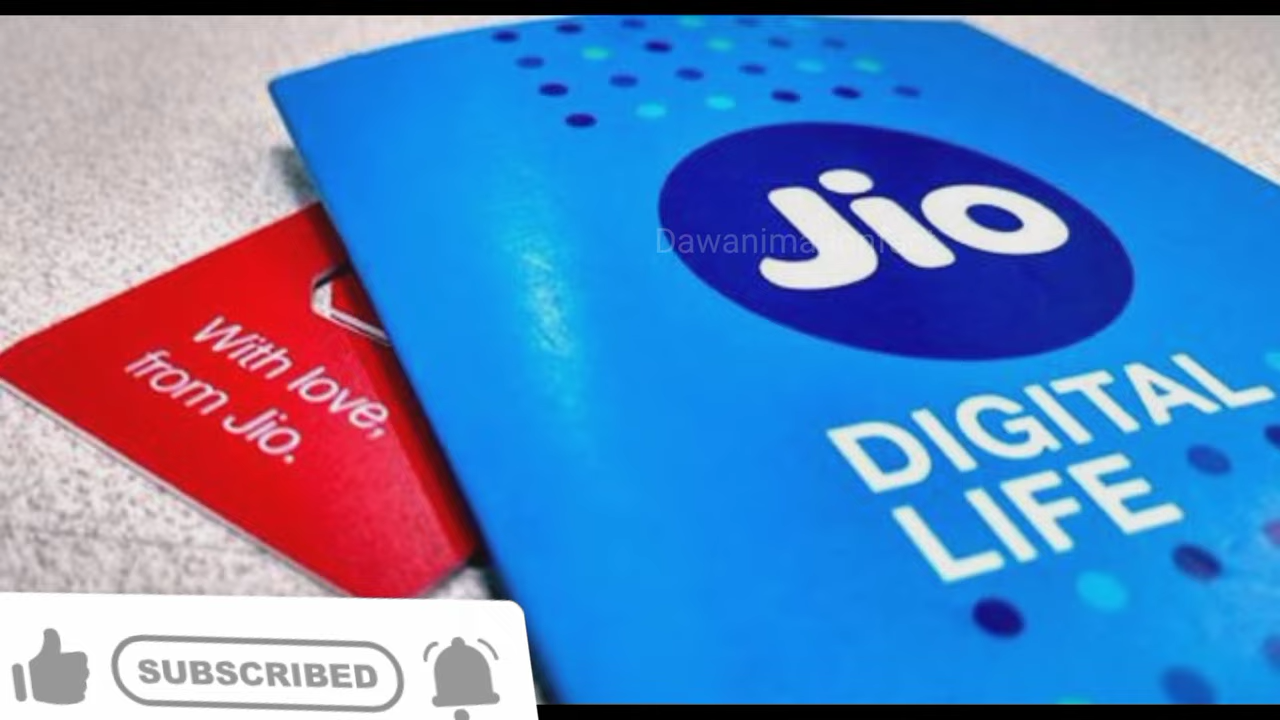 With love,
from Jio.
Jio
DIGITAL
LIFE
SUBSCRIBED